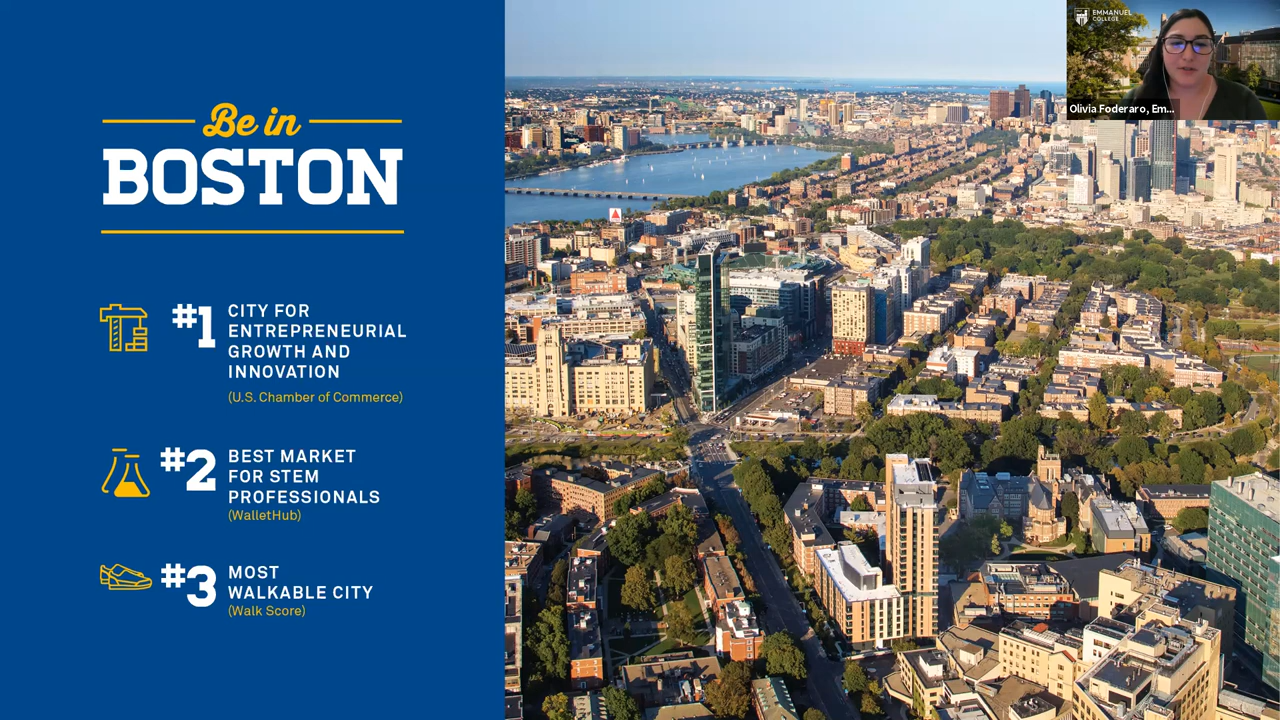 Be in
BOSTON
#1
CITY FOR
ENTREPRENEURIAL
GROWTH AND
INNOVATION
(U.S. Chamber of Commerce)
#2
BEST MARKET
FOR STEM
PROFESSIONALS
(WalletHub)
#3
MOST
WALKABLE CITY
(Walk Score)
EMMANUEL
COLLEGE
Olivia Foderaro, Em...